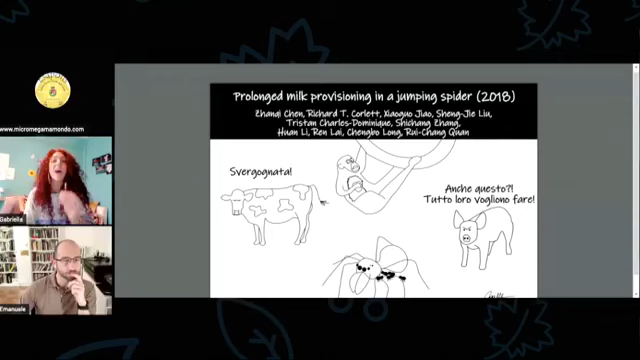 Prolonged milk provisioning in a jumping spider (2018)
Zhanqi Chen, Richard T. Corlett, Xiaoguo Jiao, Sheng-Jie Liu,
Tristan Charles-Dominique, Shichang Zhang,
Huan Li, Ren Lai, Chengbo Long, Rui-Chang Quan
www.micromegamondo.com
Svergognata!
Anche questo?!
Tutto loro vogliono fare!
Gabriella
Emanuele